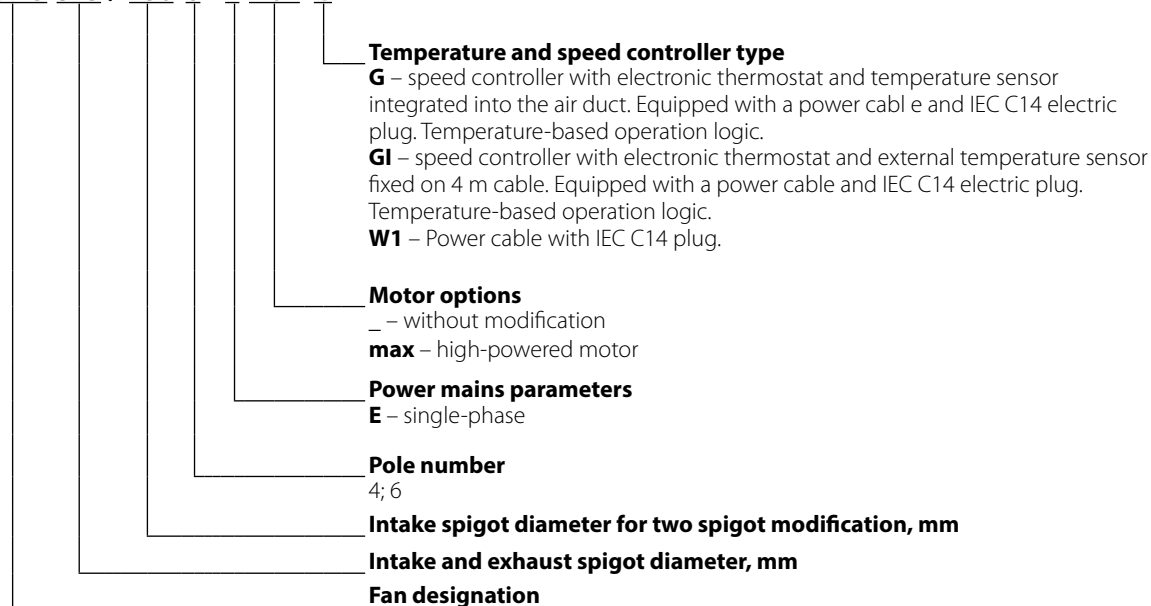 Temperature and speed controller type
G – speed controller with electronic thermostat and temperature sensor
integrated into the air duct. Equipped with a power cabl e and IEC C14 electric
plug. Temperature-based operation logic.
GI – speed controller with electronic thermostat and external temperature sensor
fixed on 4 m cable. Equipped with a power cable and IEC C14 electric plug.
Temperature-based operation logic.
W1 – Power cable with IEC C14 plug.
Motor options
_ – without modification
max – high-powered motor
Power mains parameters
E – single-phase
Pole number
4; 6
Intake spigot diameter for two spigot modification, mm
Intake and exhaust spigot diameter, mm
Fan designation